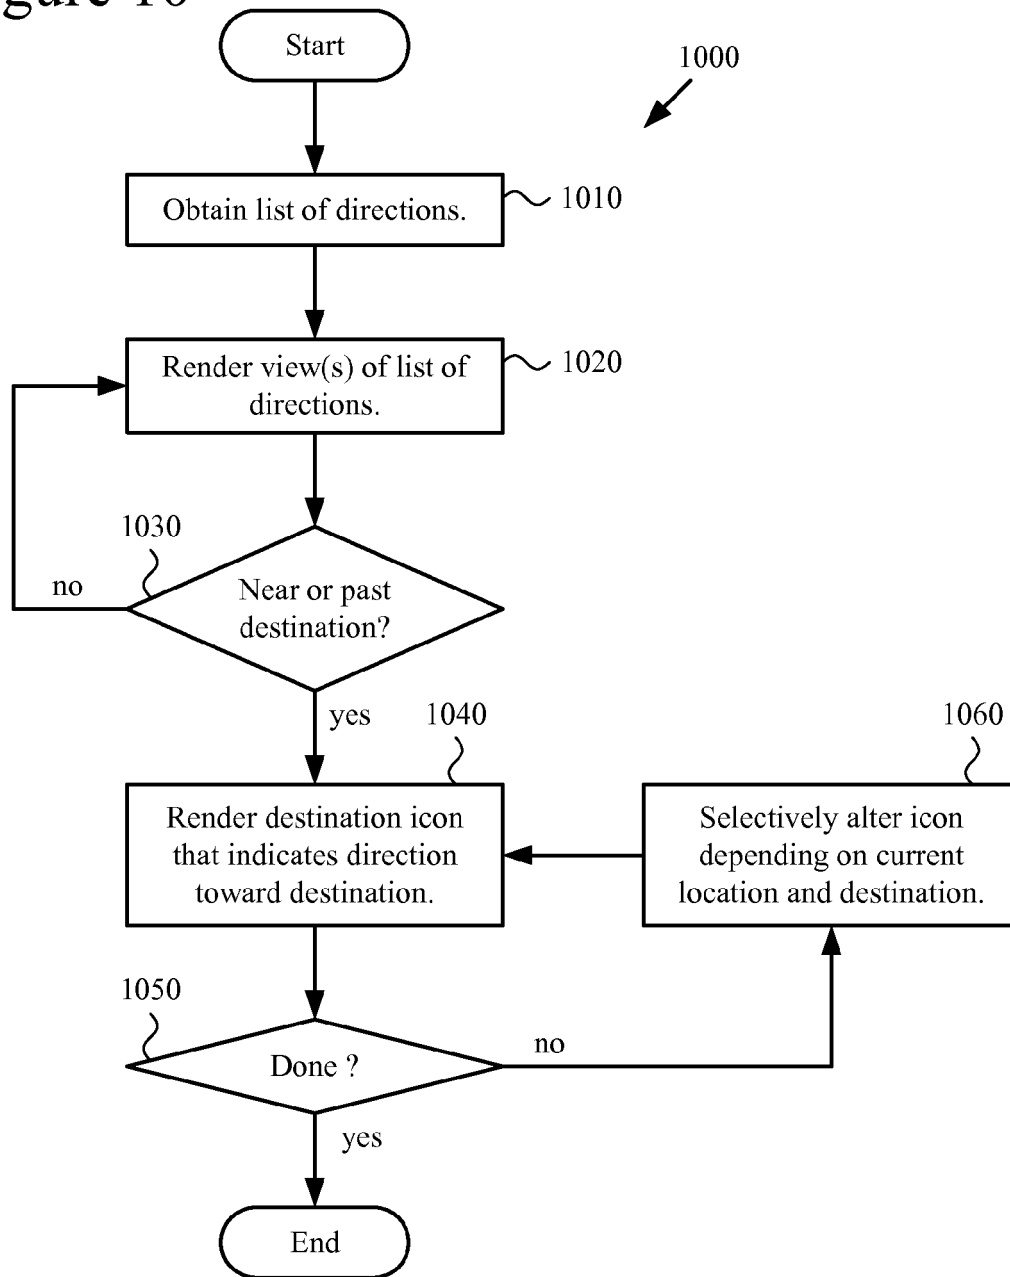 gure 10
Start
1000
Obtain list of directions.
1010
Render view(s) of list of
directions.
1020
1030
no
Near or past
destination?
yes
1040
1060
Render destination icon
that indicates direction
toward destination.
Selectively alter icon
depending on current
location and destination.
1050
Done ?
no
yes
End